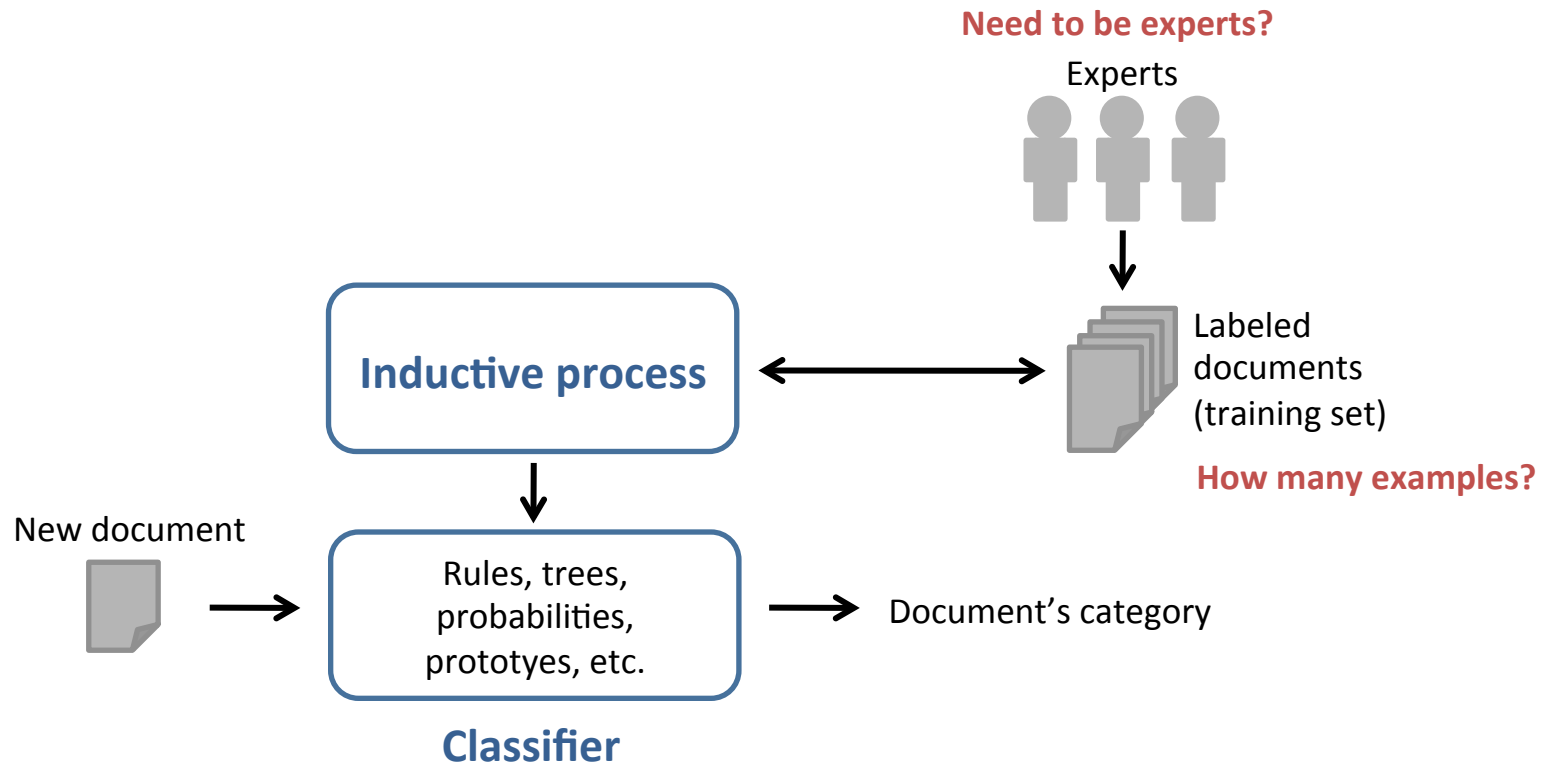 Need to be experts?
Experts
Inductive process
Labeled
documents
(training set)
How many examples?
New document
Rules, trees,
probabilities,
prototyes, etc.
Document’s category
Classifier